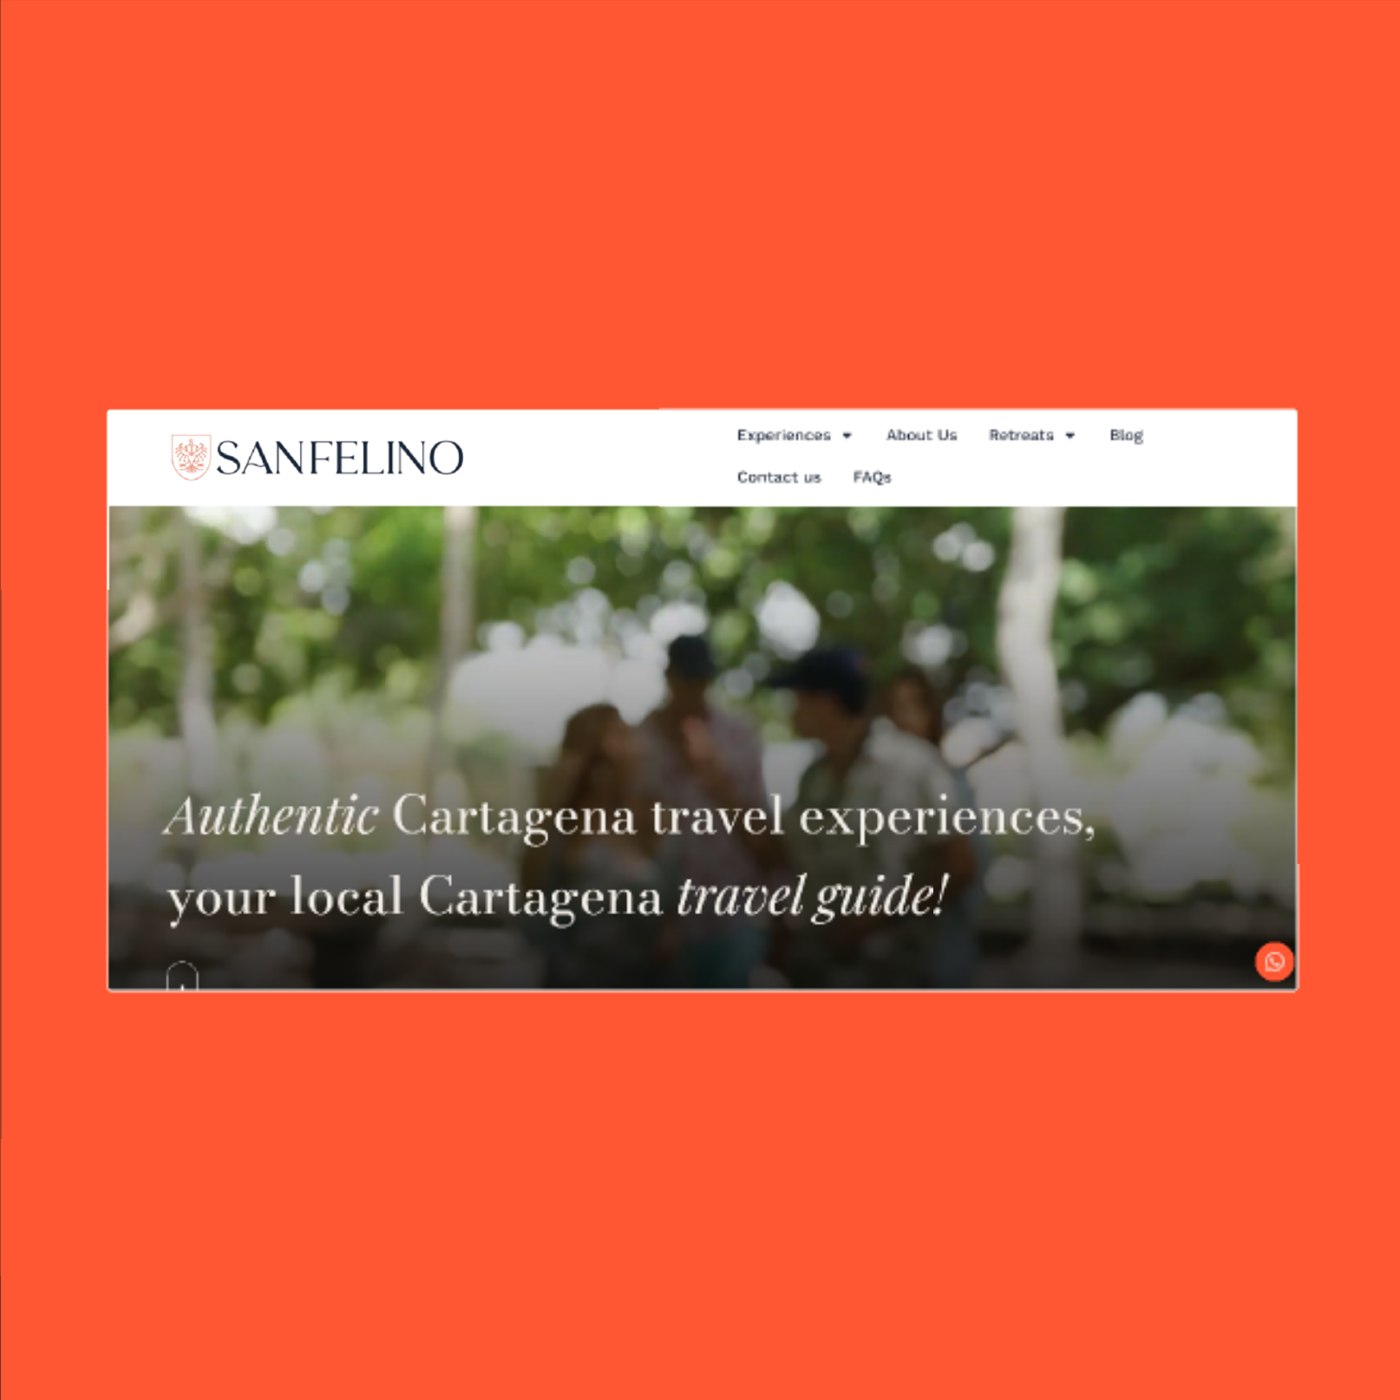 SANFELINO
Experiences About Us Retreats Blog
Contact us FAQs
Authentic Cartagena travel experiences,
your local Cartagena travel guide!